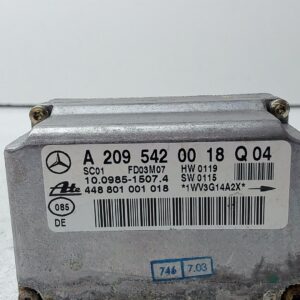 A 209 542 00 18 Q 04
SC01 FD03M07 HW 0119
10.0985-1507.4 SW 0115
Ate 448 801 001 018 *1WV3G14A2X*
085
DE
746 7.03